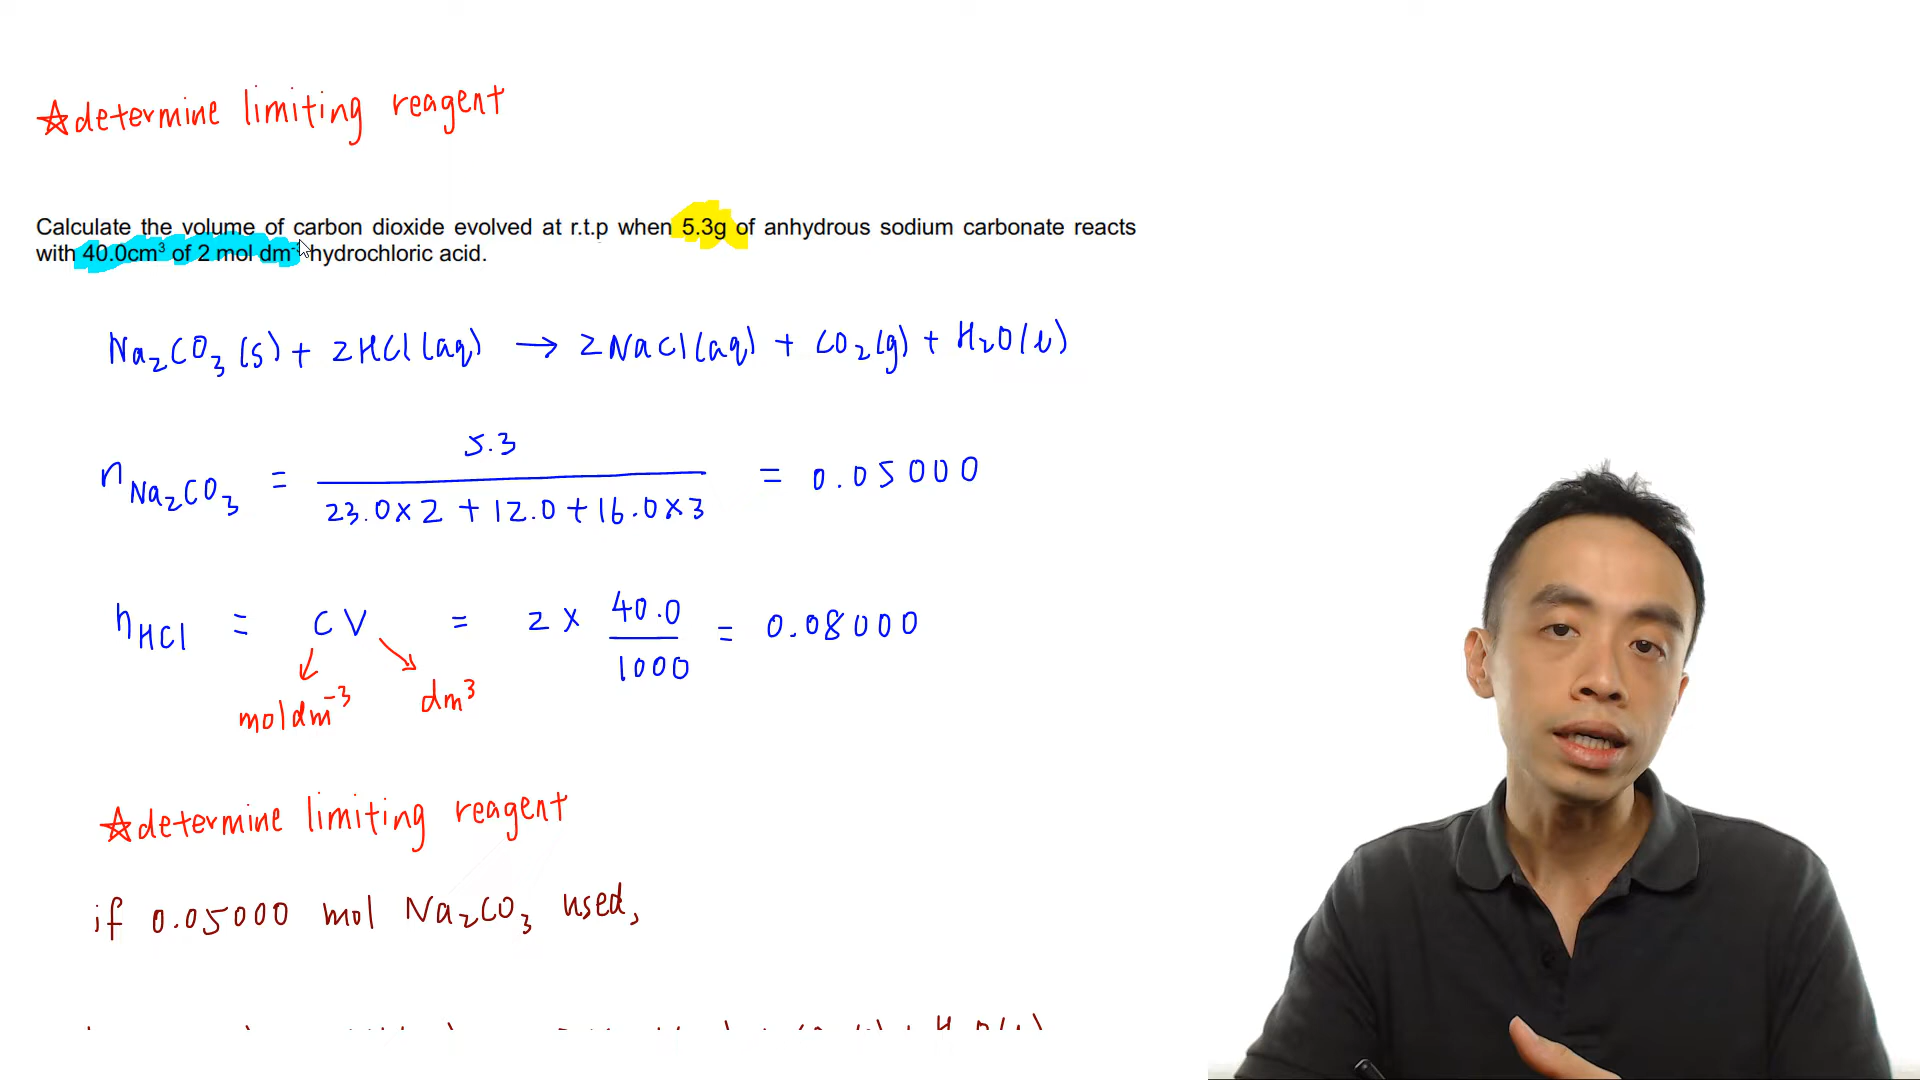 ☆determine limiting reagent
Calculate the volume of carbon dioxide evolved at r.t.p when 5.3g of anhydrous sodium carbonate reacts
with 40.0cm³ of 2 mol dm⁻ hydrochloric acid.
Na₂CO₃(s) + 2HCl(aq) → 2NaCl(aq) + CO₂(g) + H₂O(l)
n Na₂CO₃ = 5.3 / (23.0×2 + 12.0 + 16.0×3) = 0.05000
n HCl = CV = 2 × 40.0/1000 = 0.08000
moldm⁻³ dm³
☆determine limiting reagent
if 0.05000 mol Na₂CO₃ used,